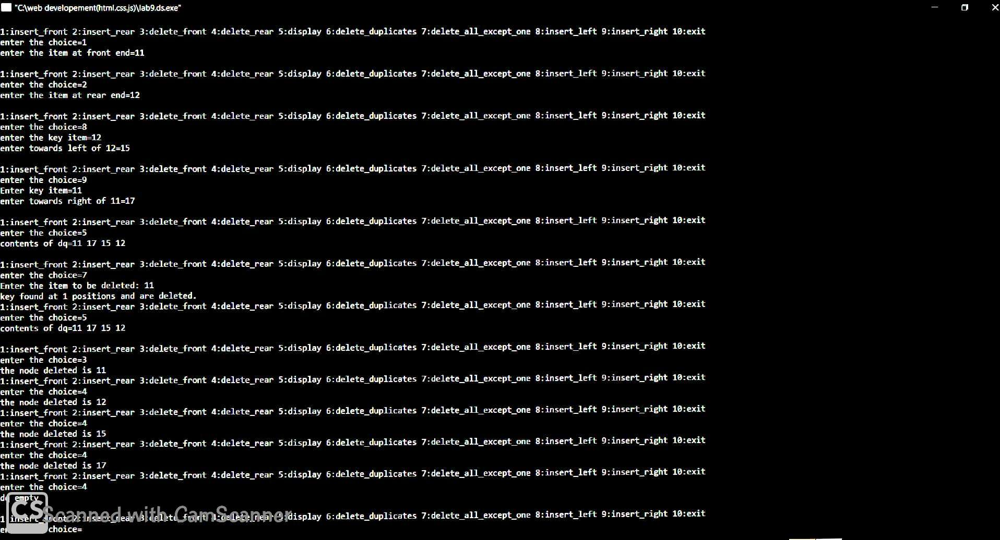 "C:\web developement(html.css.js)\lab9.ds.exe"
1:insert_front 2:insert_rear 3:delete_front 4:delete_rear 5:display 6:delete_duplicates 7:delete_all_except_one 8:insert_left 9:insert_right 10:exit
enter the choice=1
enter the item at front end=11
1:insert_front 2:insert_rear 3:delete_front 4:delete_rear 5:display 6:delete_duplicates 7:delete_all_except_one 8:insert_left 9:insert_right 10:exit
enter the choice=2
enter the item at rear end=12
1:insert_front 2:insert_rear 3:delete_front 4:delete_rear 5:display 6:delete_duplicates 7:delete_all_except_one 8:insert_left 9:insert_right 10:exit
enter the choice=8
enter the key item=12
enter towards left of 12=15
1:insert_front 2:insert_rear 3:delete_front 4:delete_rear 5:display 6:delete_duplicates 7:delete_all_except_one 8:insert_left 9:insert_right 10:exit
enter the choice=9
Enter key item=11
enter towards right of 11=17
1:insert_front 2:insert_rear 3:delete_front 4:delete_rear 5:display 6:delete_duplicates 7:delete_all_except_one 8:insert_left 9:insert_right 10:exit
enter the choice=5
contents of dq=11 17 15 12
1:insert_front 2:insert_rear 3:delete_front 4:delete_rear 5:display 6:delete_duplicates 7:delete_all_except_one 8:insert_left 9:insert_right 10:exit
enter the choice=7
Enter the item to be deleted: 11
key found at 1 positions and are deleted.
1:insert_front 2:insert_rear 3:delete_front 4:delete_rear 5:display 6:delete_duplicates 7:delete_all_except_one 8:insert_left 9:insert_right 10:exit
enter the choice=5
contents of dq=11 17 15 12
1:insert_front 2:insert_rear 3:delete_front 4:delete_rear 5:display 6:delete_duplicates 7:delete_all_except_one 8:insert_left 9:insert_right 10:exit
enter the choice=3
the node deleted is 11
1:insert_front 2:insert_rear 3:delete_front 4:delete_rear 5:display 6:delete_duplicates 7:delete_all_except_one 8:insert_left 9:insert_right 10:exit
enter the choice=4
the node deleted is 12
1:insert_front 2:insert_rear 3:delete_front 4:delete_rear 5:display 6:delete_duplicates 7:delete_all_except_one 8:insert_left 9:insert_right 10:exit
enter the choice=4
the node deleted is 15
1:insert_front 2:insert_rear 3:delete_front 4:delete_rear 5:display 6:delete_duplicates 7:delete_all_except_one 8:insert_left 9:insert_right 10:exit
enter the choice=4
the node deleted is 17
1:insert_front 2:insert_rear 3:delete_front 4:delete_rear 5:display 6:delete_duplicates 7:delete_all_except_one 8:insert_left 9:insert_right 10:exit
enter the choice=4
empty
CS Scanned with CamScanner
1:insert_front 2:insert_rear 3:delete_front 4:delete_rear 5:display 6:delete_duplicates 7:delete_all_except_one 8:insert_left 9:insert_right 10:exit
choice=